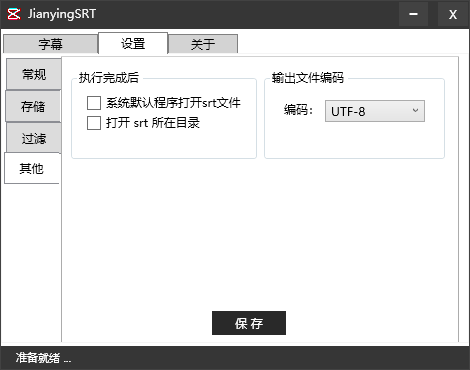 JianyingSRT
字幕 设置 关于
常规
存储
过滤
其他
执行完成后
系统默认程序打开srt文件
打开 srt 所在目录
输出文件编码
编码： UTF-8
保 存
准备就绪 ...